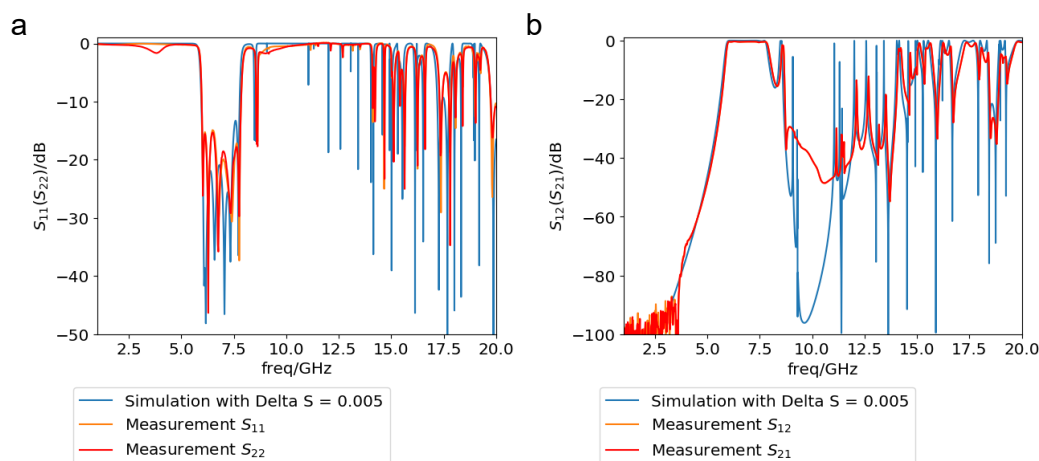 a
0
−10
−20
−30
−40
−50
S₁₁(S₂₂)/dB
2.5 5.0 7.5 10.0 12.5 15.0 17.5 20.0
freq/GHz
Simulation with Delta S = 0.005
Measurement S₁₁
Measurement S₂₂
b
0
−20
−40
−60
−80
−100
S₁₂(S₂₁)/dB
2.5 5.0 7.5 10.0 12.5 15.0 17.5 20.0
freq/GHz
Simulation with Delta S = 0.005
Measurement S₁₂
Measurement S₂₁